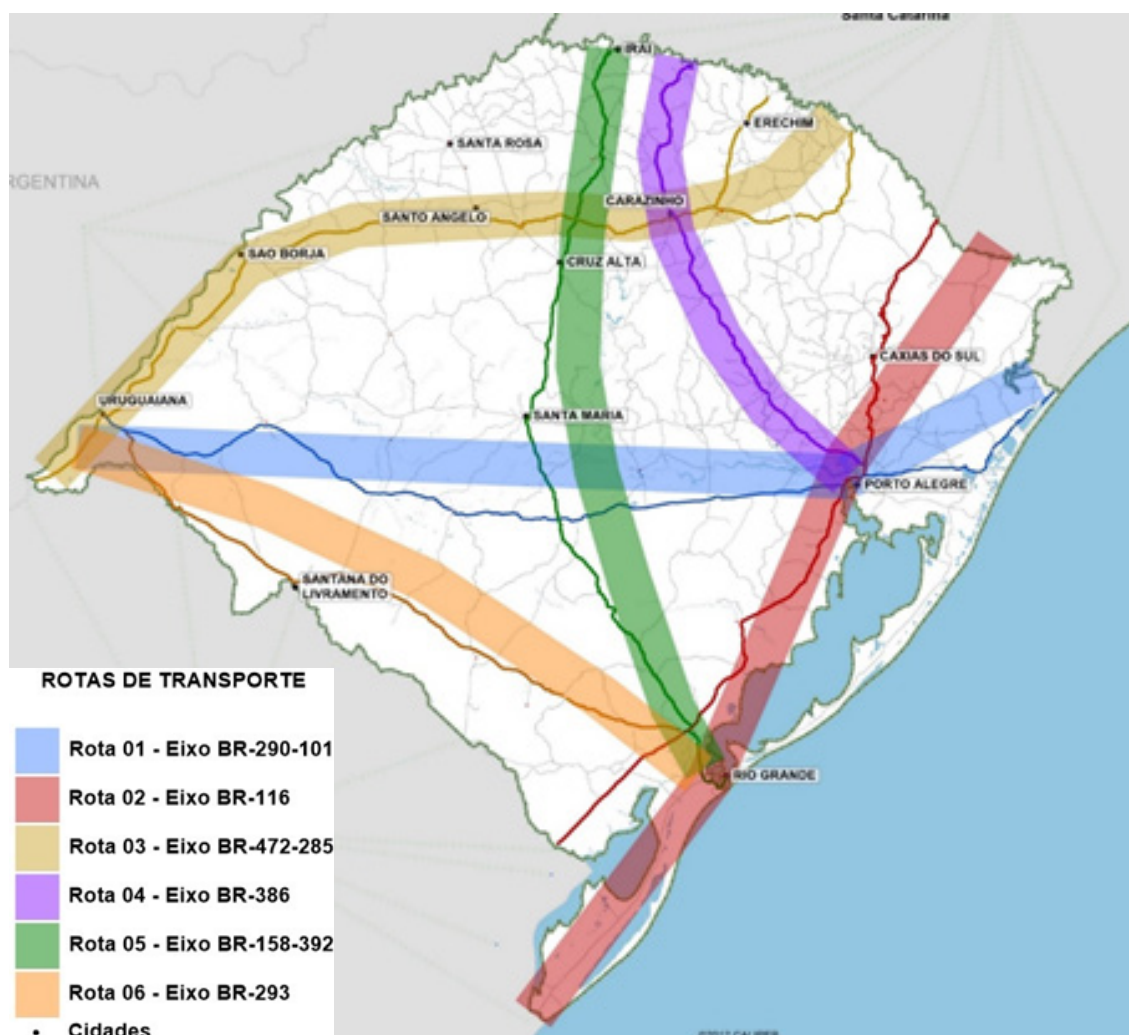 Santa Catarina
IRAI
ERECHIM
SANTA ROSA
RGENTINA
CARAZINHO
SANTO ANGELO
SAO BORJA
CRUZ ALTA
CAXIAS DO SUL
URUGUAIANA
SANTA MARIA
PORTO ALEGRE
SANTANA DO
LIVRAMENTO
RIO GRANDE
ROTAS DE TRANSPORTE
Rota 01 - Eixo BR-290-101
Rota 02 - Eixo BR-116
Rota 03 - Eixo BR-472-285
Rota 04 - Eixo BR-386
Rota 05 - Eixo BR-158-392
Rota 06 - Eixo BR-293
Cidades